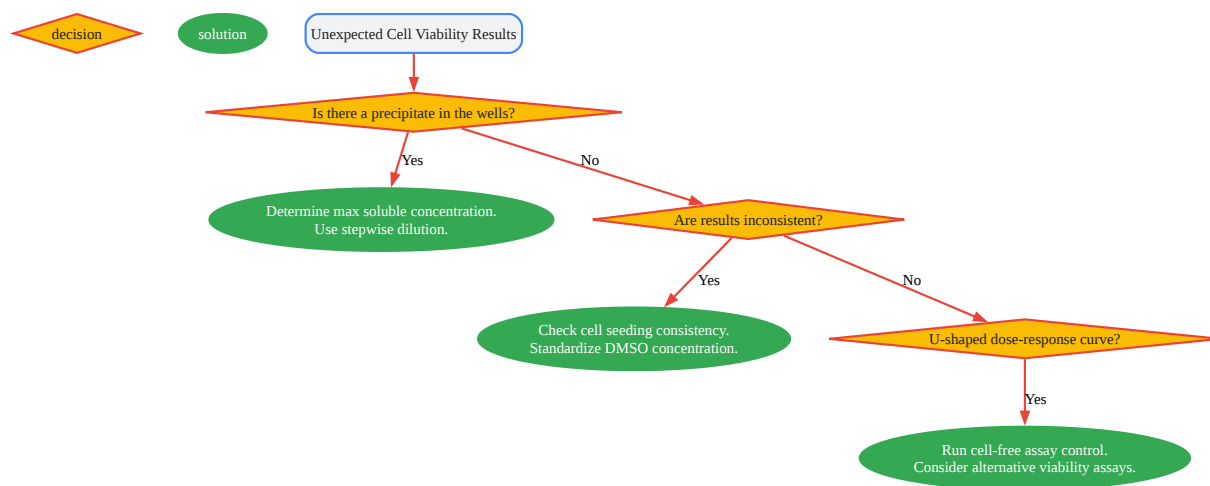 decision
solution
Unexpected Cell Viability Results
Is there a precipitate in the wells?
Yes
No
Determine max soluble concentration.
Use stepwise dilution.
Are results inconsistent?
Yes
No
Check cell seeding consistency.
Standardize DMSO concentration.
U-shaped dose-response curve?
Yes
Run cell-free assay control.
Consider alternative viability assays.